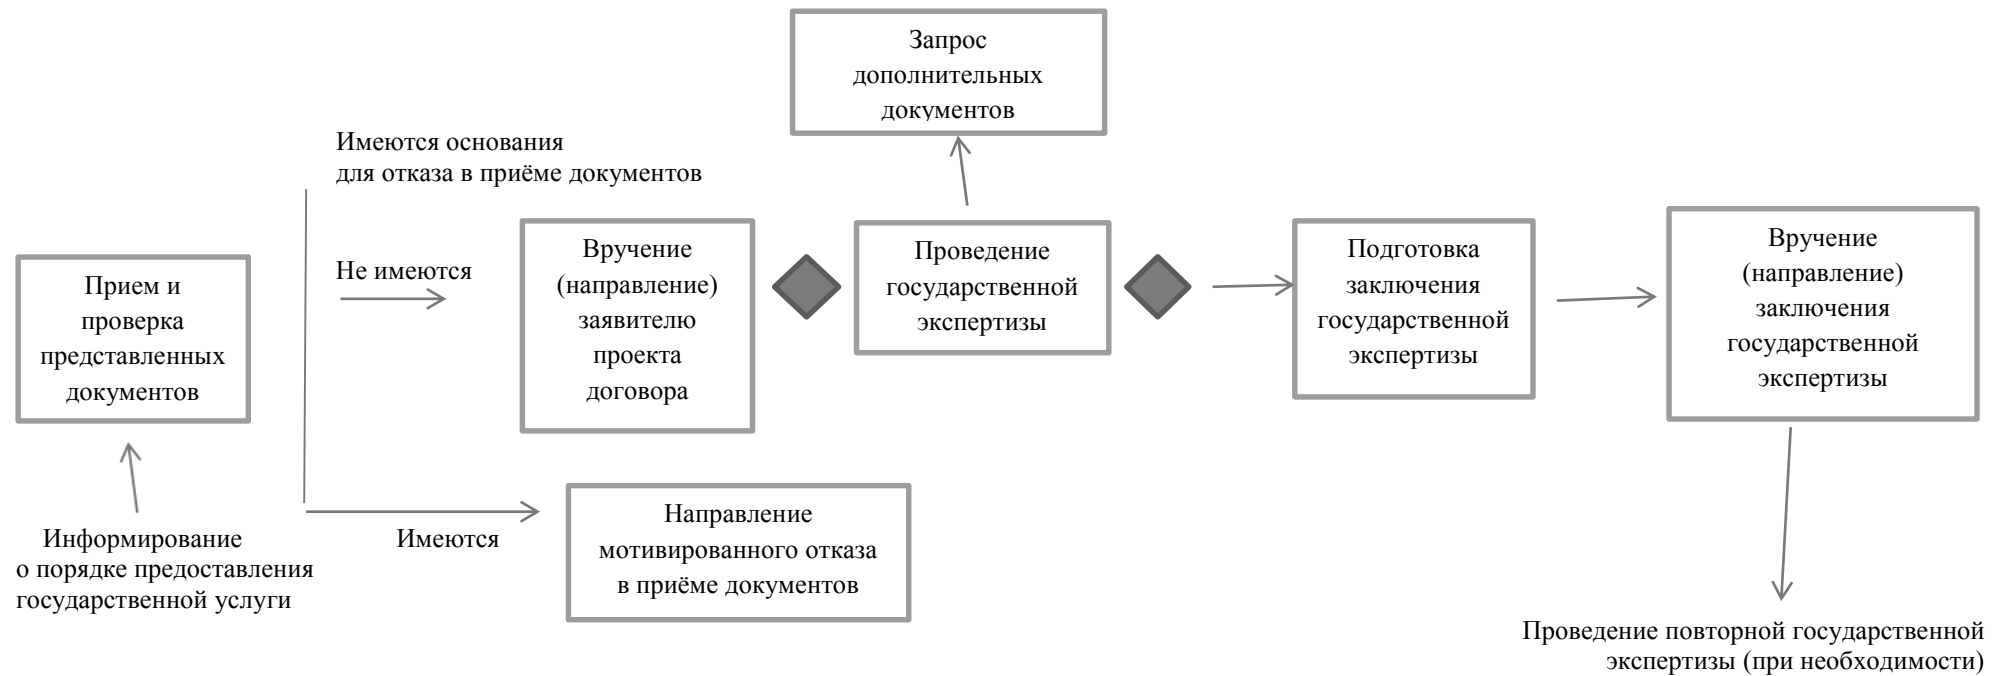 Запрос
дополнительных
документов
Имеются основания
для отказа в приёме документов
Не имеются
Прием и
проверка
представленных
документов
Вручение
(направление)
заявителю
проекта
договора
Проведение
государственной
экспертизы
Подготовка
заключения
государственной
экспертизы
Вручение
(направление)
заключения
государственной
экспертизы
Информирование
о порядке предоставления
государственной услуги
Имеются
Направление
мотивированного отказа
в приёме документов
Проведение повторной государственной
экспертизы (при необходимости)